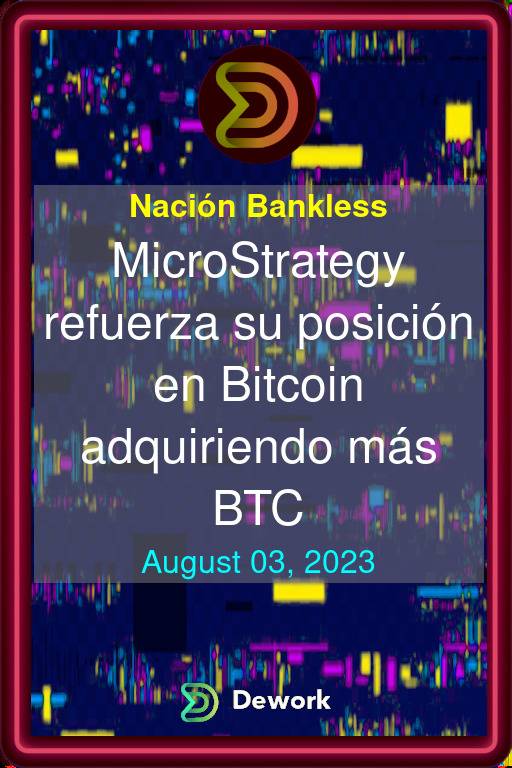 Nación Bankless
MicroStrategy
refuerza su posición
en Bitcoin
adquiriendo más
BTC
August 03, 2023
Dework